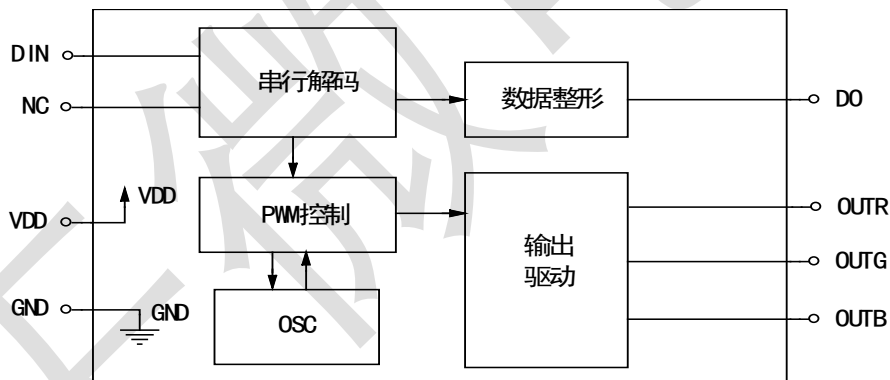 DIN
串行解码
数据整形
DO
NC
VDD
VDD
PWM控制
输出
驱动
OUTR
OUTG
OUTB
GND
GND
OSC